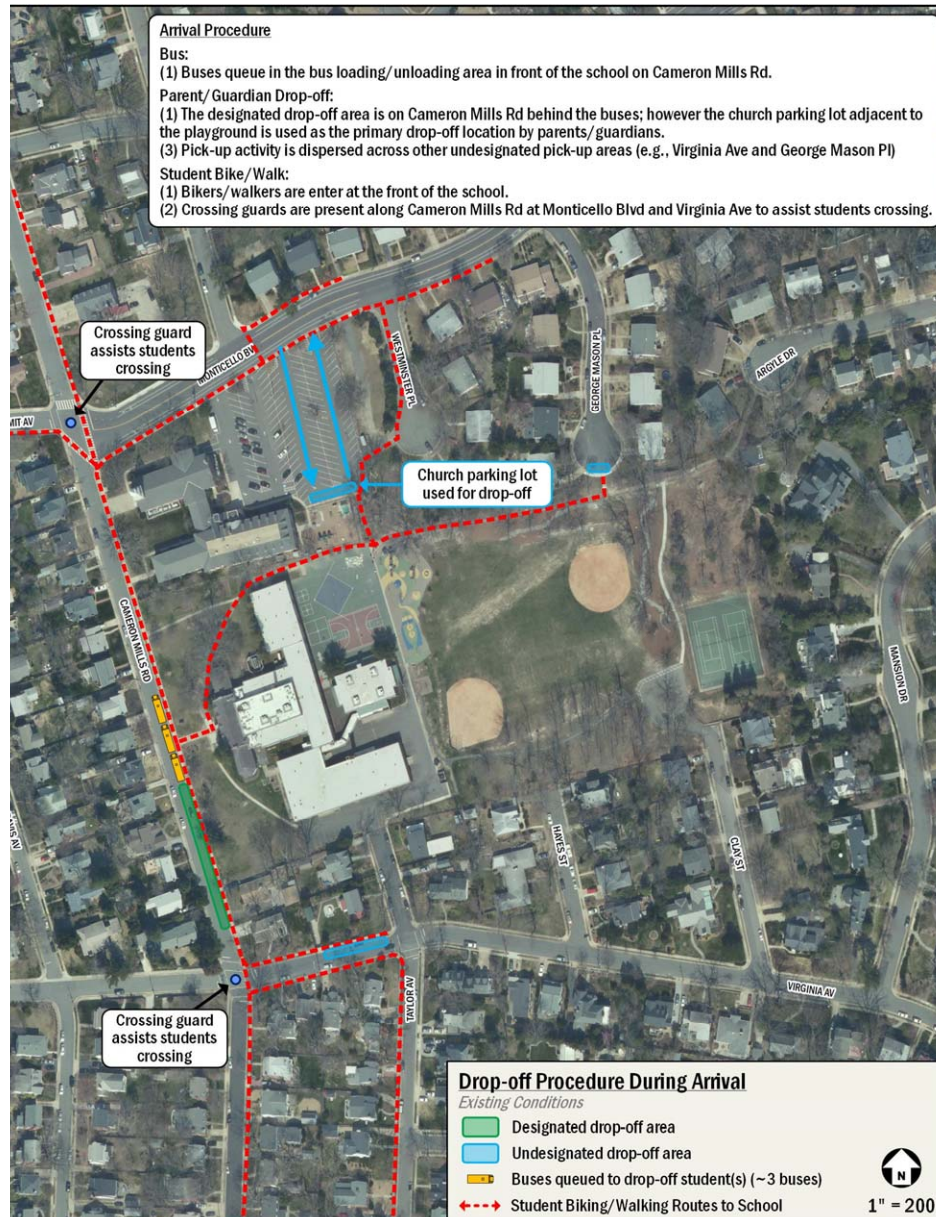 Arrival Procedure
Bus:
(1) Buses queue in the bus loading/unloading area in front of the school on Cameron Mills Rd.
Parent/Guardian Drop-off:
(1) The designated drop-off area is on Cameron Mills Rd behind the buses; however the church parking lot adjacent to
the playground is used as the primary drop-off location by parents/guardians.
(3) Pick-up activity is dispersed across other undesignated pick-up areas (e.g., Virginia Ave and George Mason Pl)
Student Bike/Walk:
(1) Bikers/walkers are enter at the front of the school.
(2) Crossing guards are present along Cameron Mills Rd at Monticello Blvd and Virginia Ave to assist students crossing.
Crossing guard
assists students
crossing
MONTICELLO BV
WESTMINSTER PL
GEORGE MASON PL
ARGYLE DR
MIT AV
Church parking lot
used for drop-off
CAMERON MILLS RD
MANSION DR
HAYES ST
CLAY ST
VIRGINIA AV
TAYLOR AV
Crossing guard
assists students
crossing
Drop-off Procedure During Arrival
Existing Conditions
Designated drop-off area
Undesignated drop-off area
Buses queued to drop-off student(s) (~3 buses)
Student Biking/Walking Routes to School
N
1" = 200